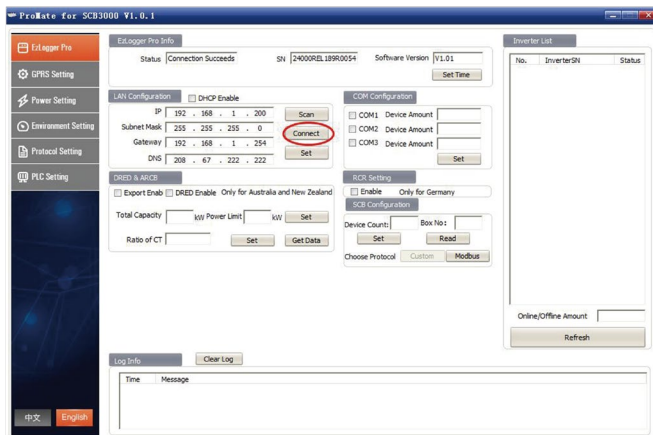 ProMate for SCB3000 V1.0.1
EzLogger Pro
GPRS Setting
Power Setting
Environment Setting
Protocol Setting
PLC Setting
中文 English
EzLogger Pro Info
Status Connection Succeeds SN 24000REL189R0054 Software Version V1.01
Set Time
LAN Configuration DHCP Enable
IP 192 . 168 . 1 . 200 Scan
Subnet Mask 255 . 255 . 255 . 0 Connect
Gateway 192 . 168 . 1 . 254
DNS 208 . 67 . 222 . 222 Set
COM Configuration
COM1 Device Amount
COM2 Device Amount
COM3 Device Amount
Set
DRED & ARCB
Export Enab DRED Enable Only for Australia and New Zealand
Total Capacity kW Power Limit kW Set
Ratio of CT Set Get Data
RCR Setting
Enable Only for Germany
SCB Configuration
Device Count: Box No:
Set Read
Choose Protocol Custom Modbus
Inverter List
No. InverterSN Status
Online/Offline Amount
Refresh
Log Info Clear Log
Time Message